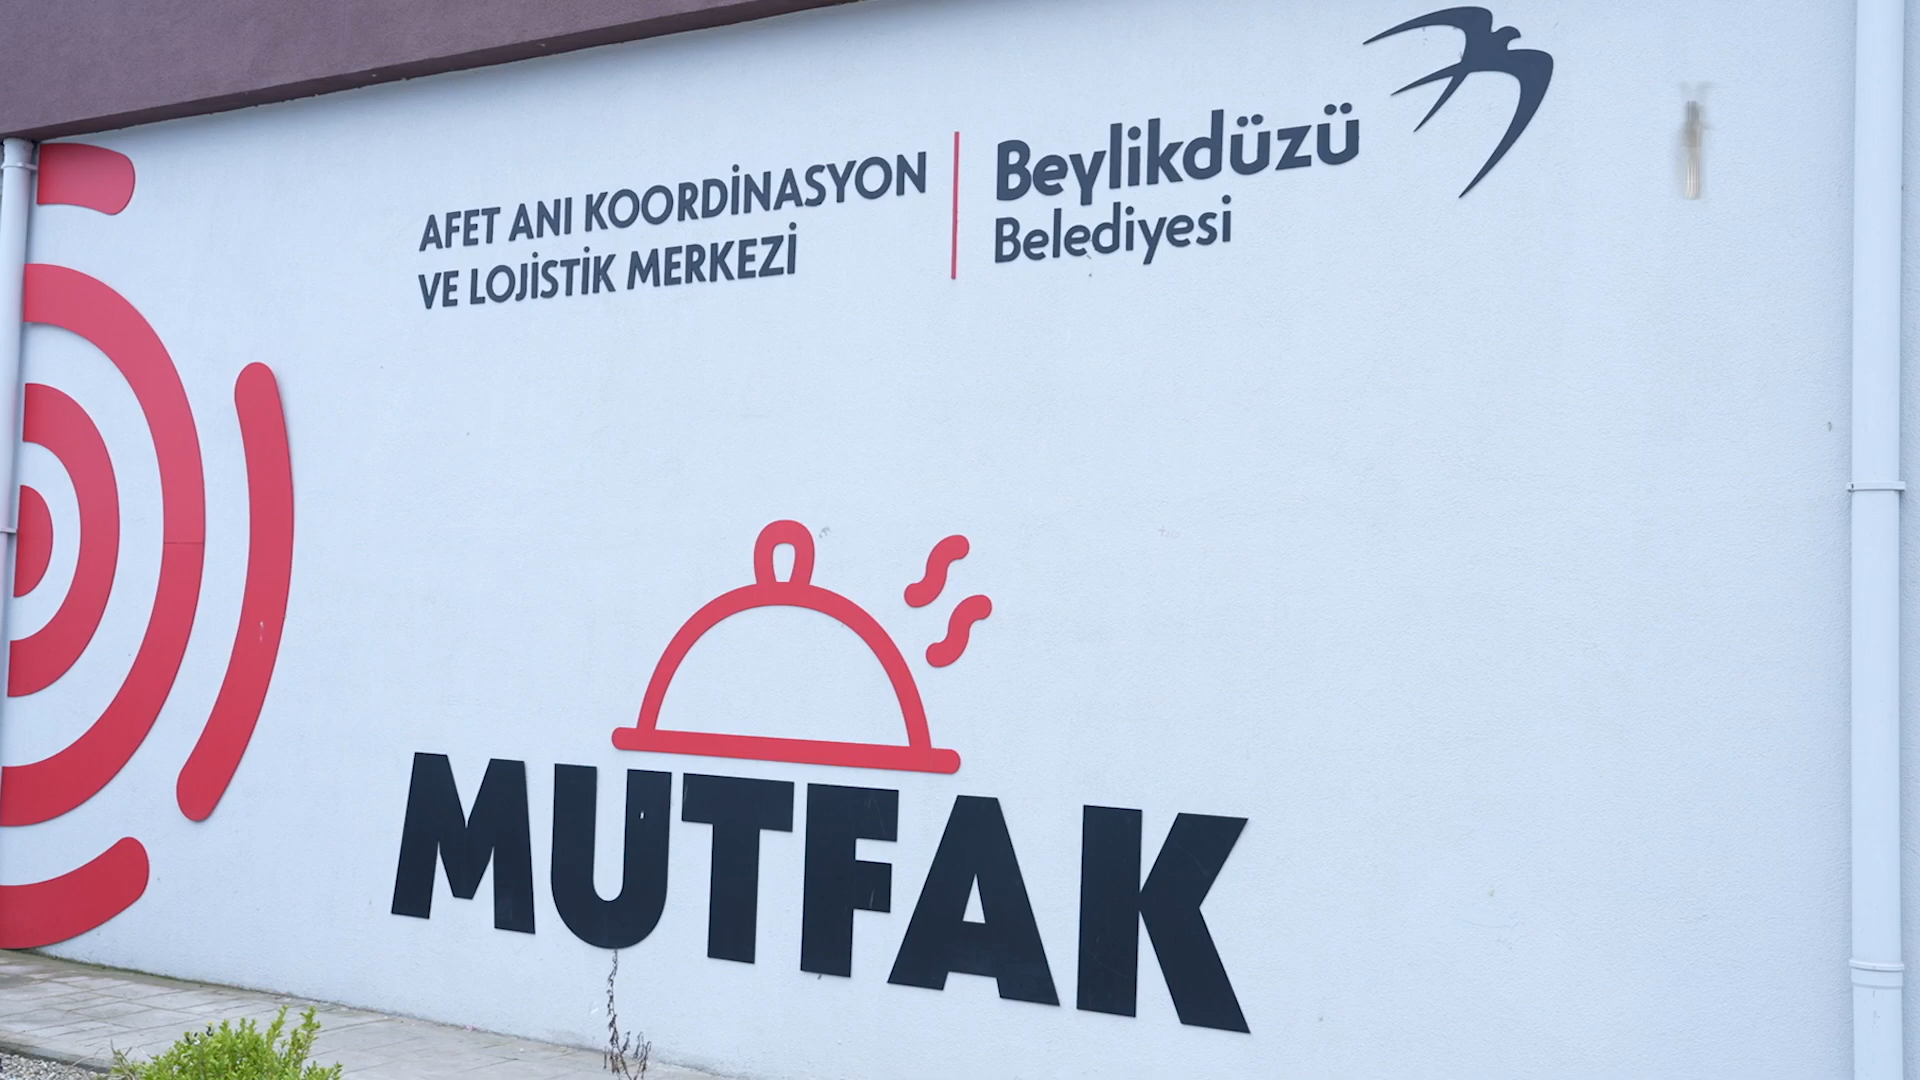 AFET ANI KOORDİNASYON
VE LOJİSTİK MERKEZİ
Beylikdüzü
Belediyesi
MUTFAK